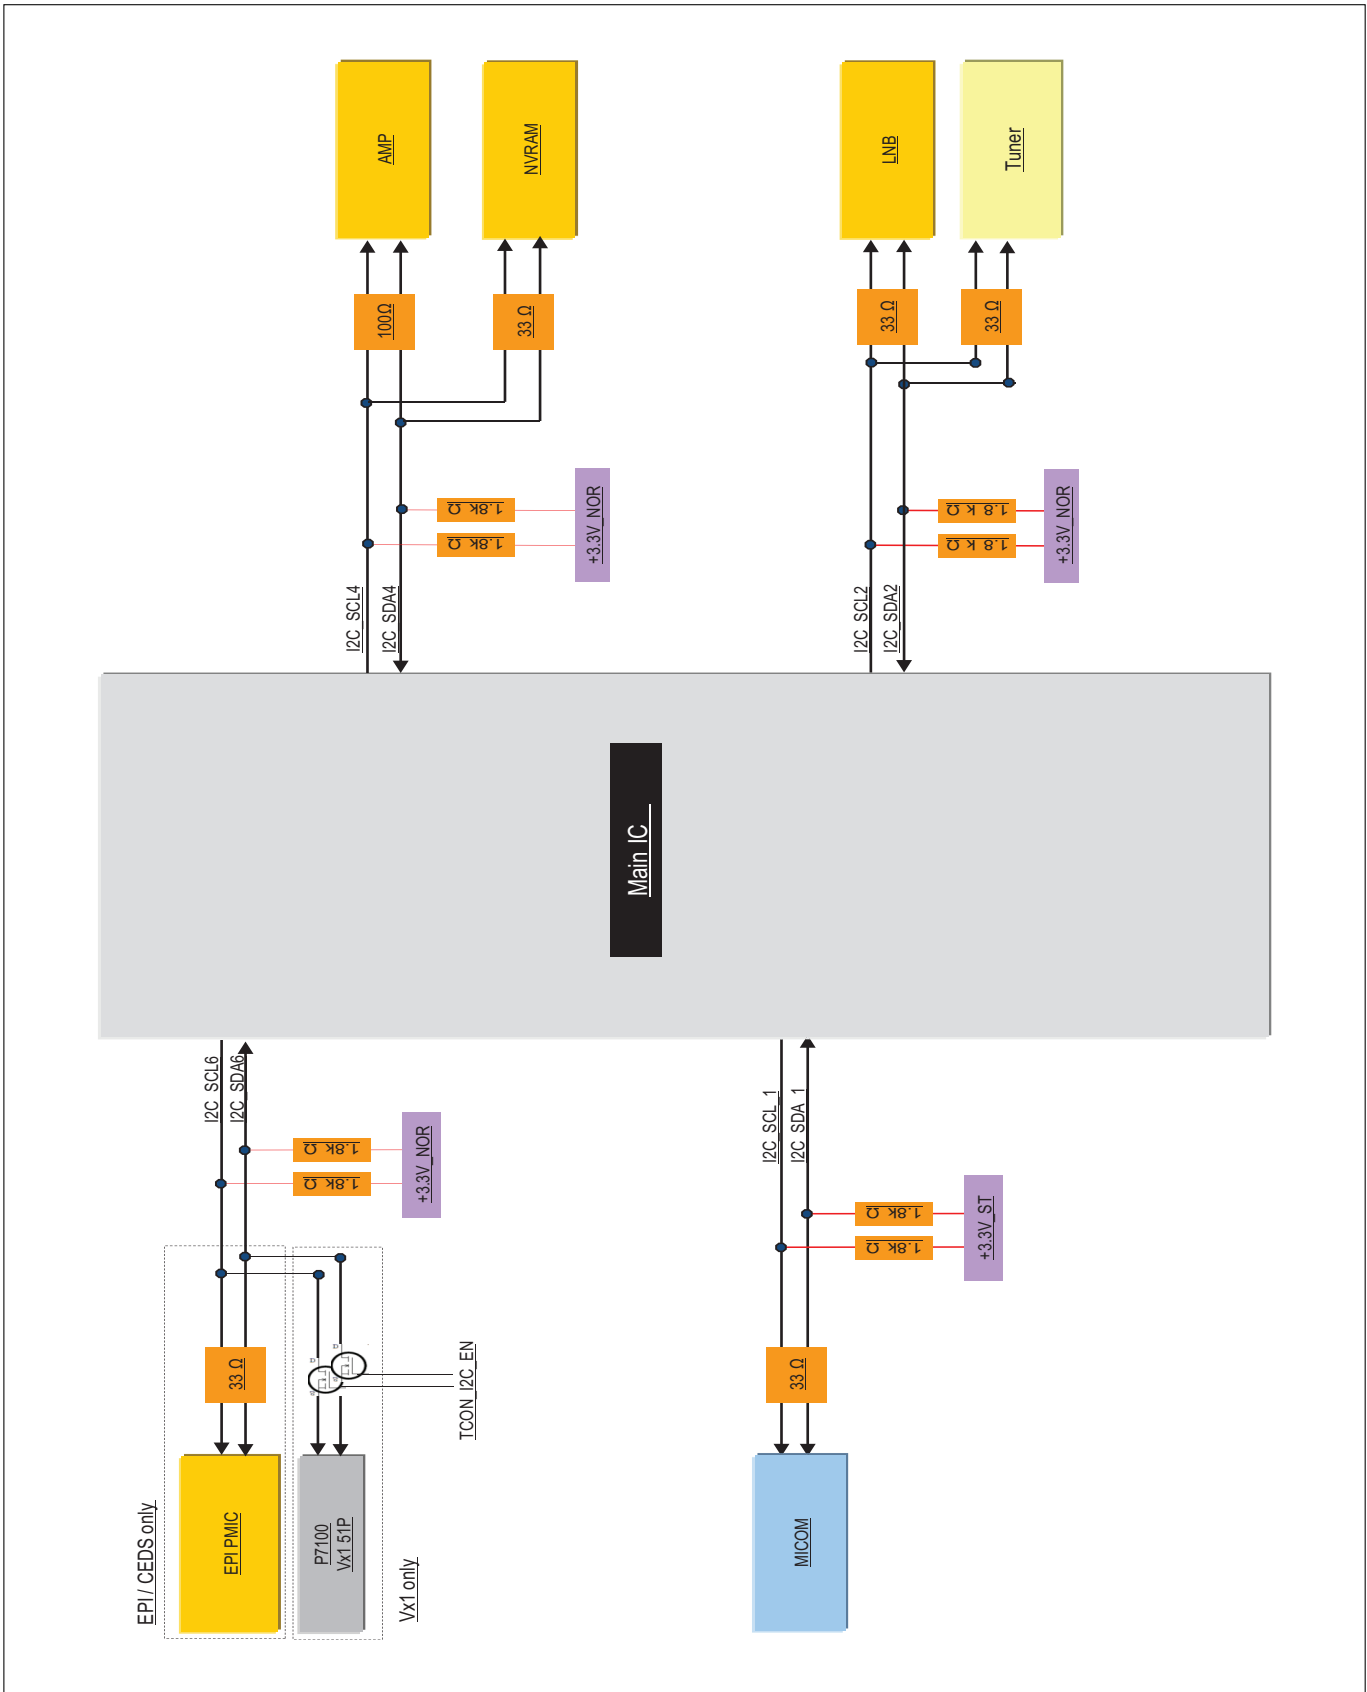 AMP
NVRAM
LNB
Tuner
100Ω
33 Ω
33 Ω
33 Ω
1.8k Ω
1.8k Ω
+3.3V_NOR
1.8 k Ω
1.8 k Ω
+3.3V_NOR
I2C_SCL4
I2C_SDA4
I2C_SCL2
I2C_SDA2
Main IC
I2C_SCL6
I2C_SDA6
1.8k Ω
1.8k Ω
+3.3V_NOR
I2C_SCL_1
I2C_SDA_1
1.8k Ω
1.8k Ω
+3.3V_ST
33 Ω
TCON_I2C_EN
33 Ω
EPI / CEDS only
EPI PMIC
P7100
Vx1 51P
Vx1 only
MICOM